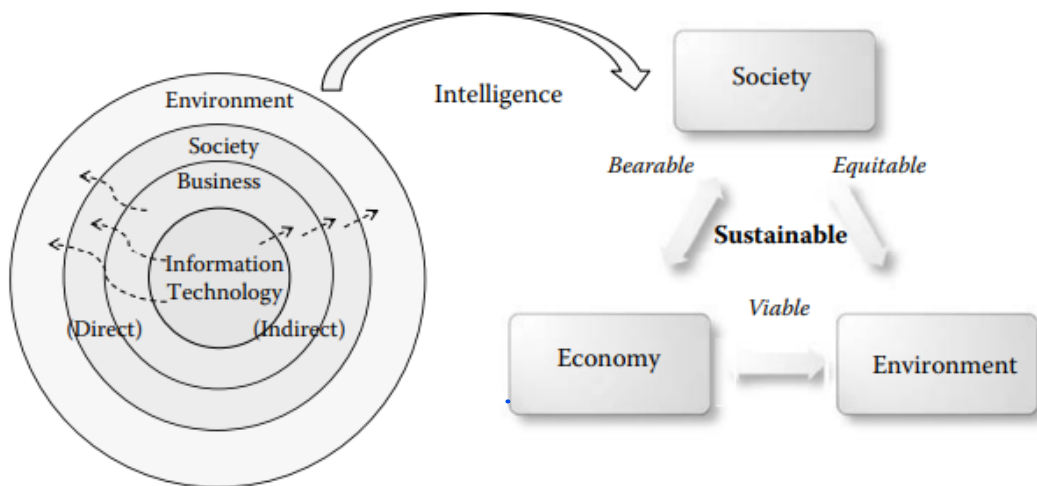 Environment
Society
Business
Information
Technology
(Direct)
(Indirect)
Intelligence
Society
Bearable
Equitable
Sustainable
Viable
Economy
Environment